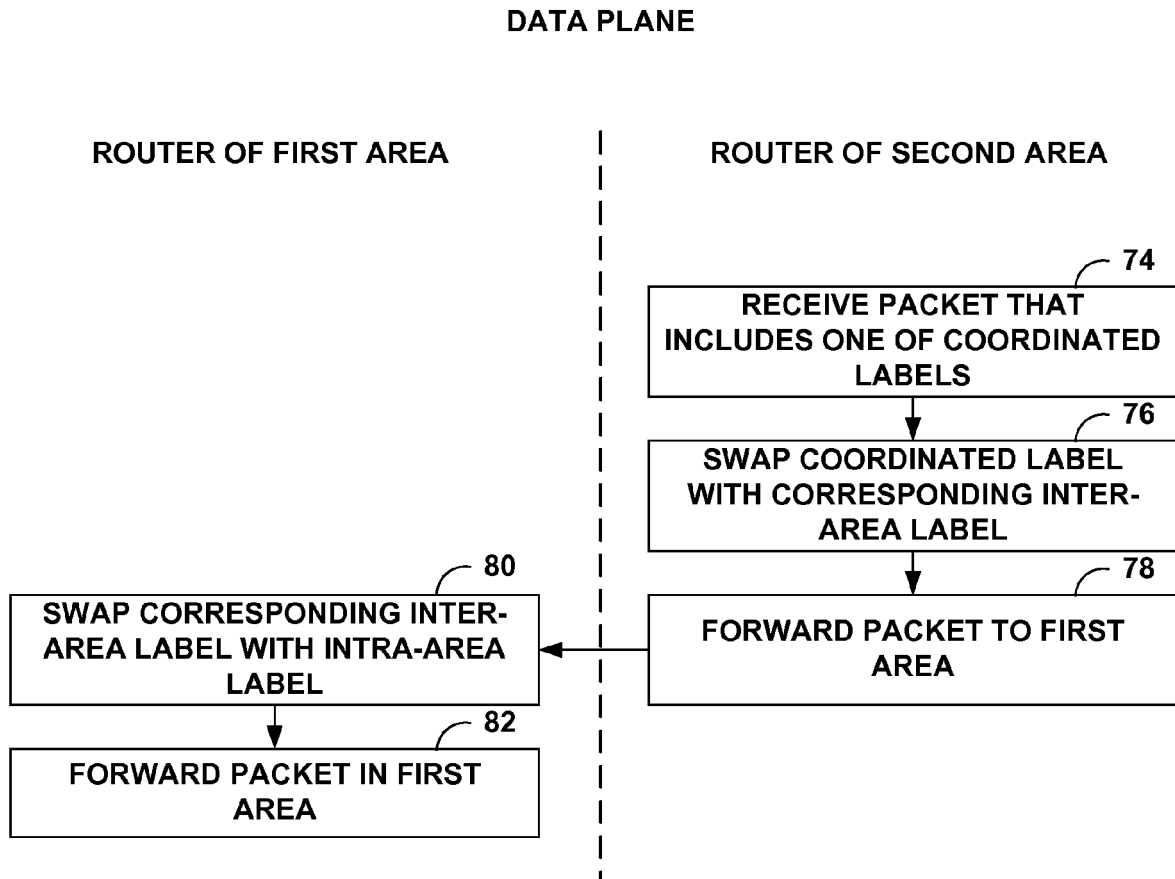 DATA PLANE
ROUTER OF FIRST AREA
ROUTER OF SECOND AREA
74
RECEIVE PACKET THAT
INCLUDES ONE OF COORDINATED
LABELS
76
SWAP COORDINATED LABEL
WITH CORRESPONDING INTER-
AREA LABEL
78
FORWARD PACKET TO FIRST
AREA
80
SWAP CORRESPONDING INTER-
AREA LABEL WITH INTRA-AREA
LABEL
82
FORWARD PACKET IN FIRST
AREA